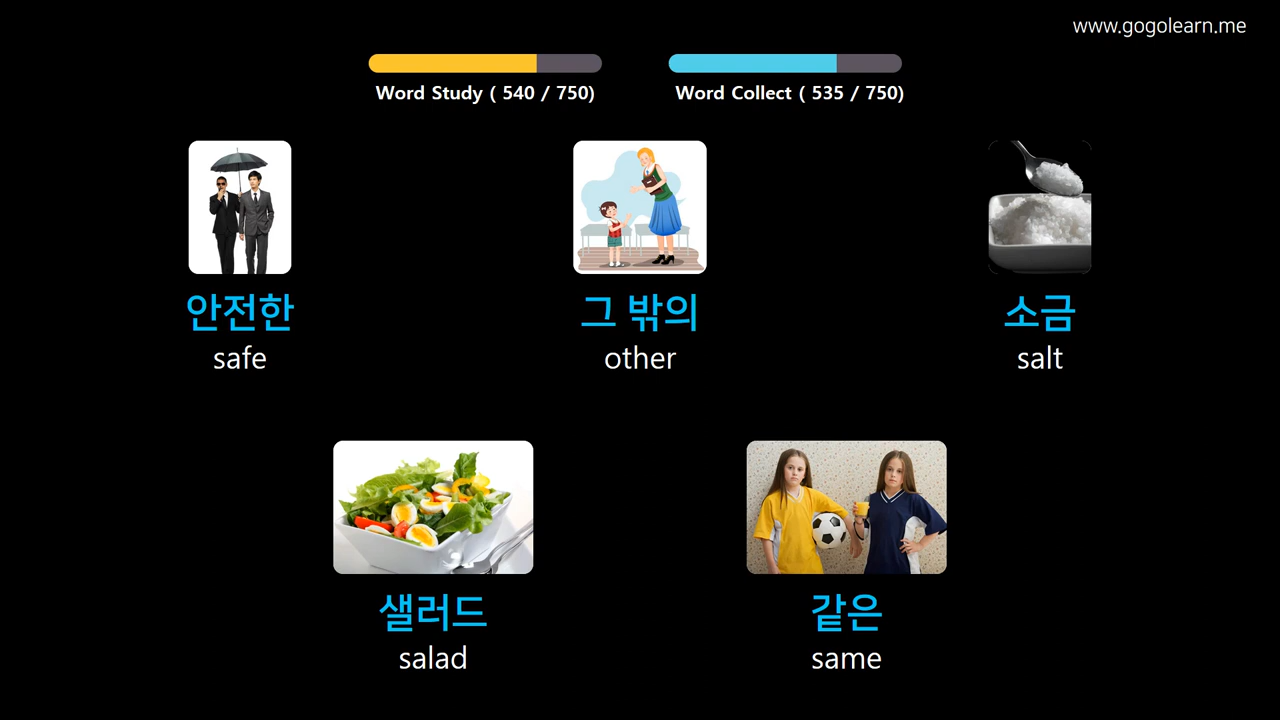 www.gogolearn.me
Word Study ( 540 / 750)
Word Collect ( 535 / 750)
안전한
safe
그 밖의
other
소금
salt
샐러드
salad
같은
same